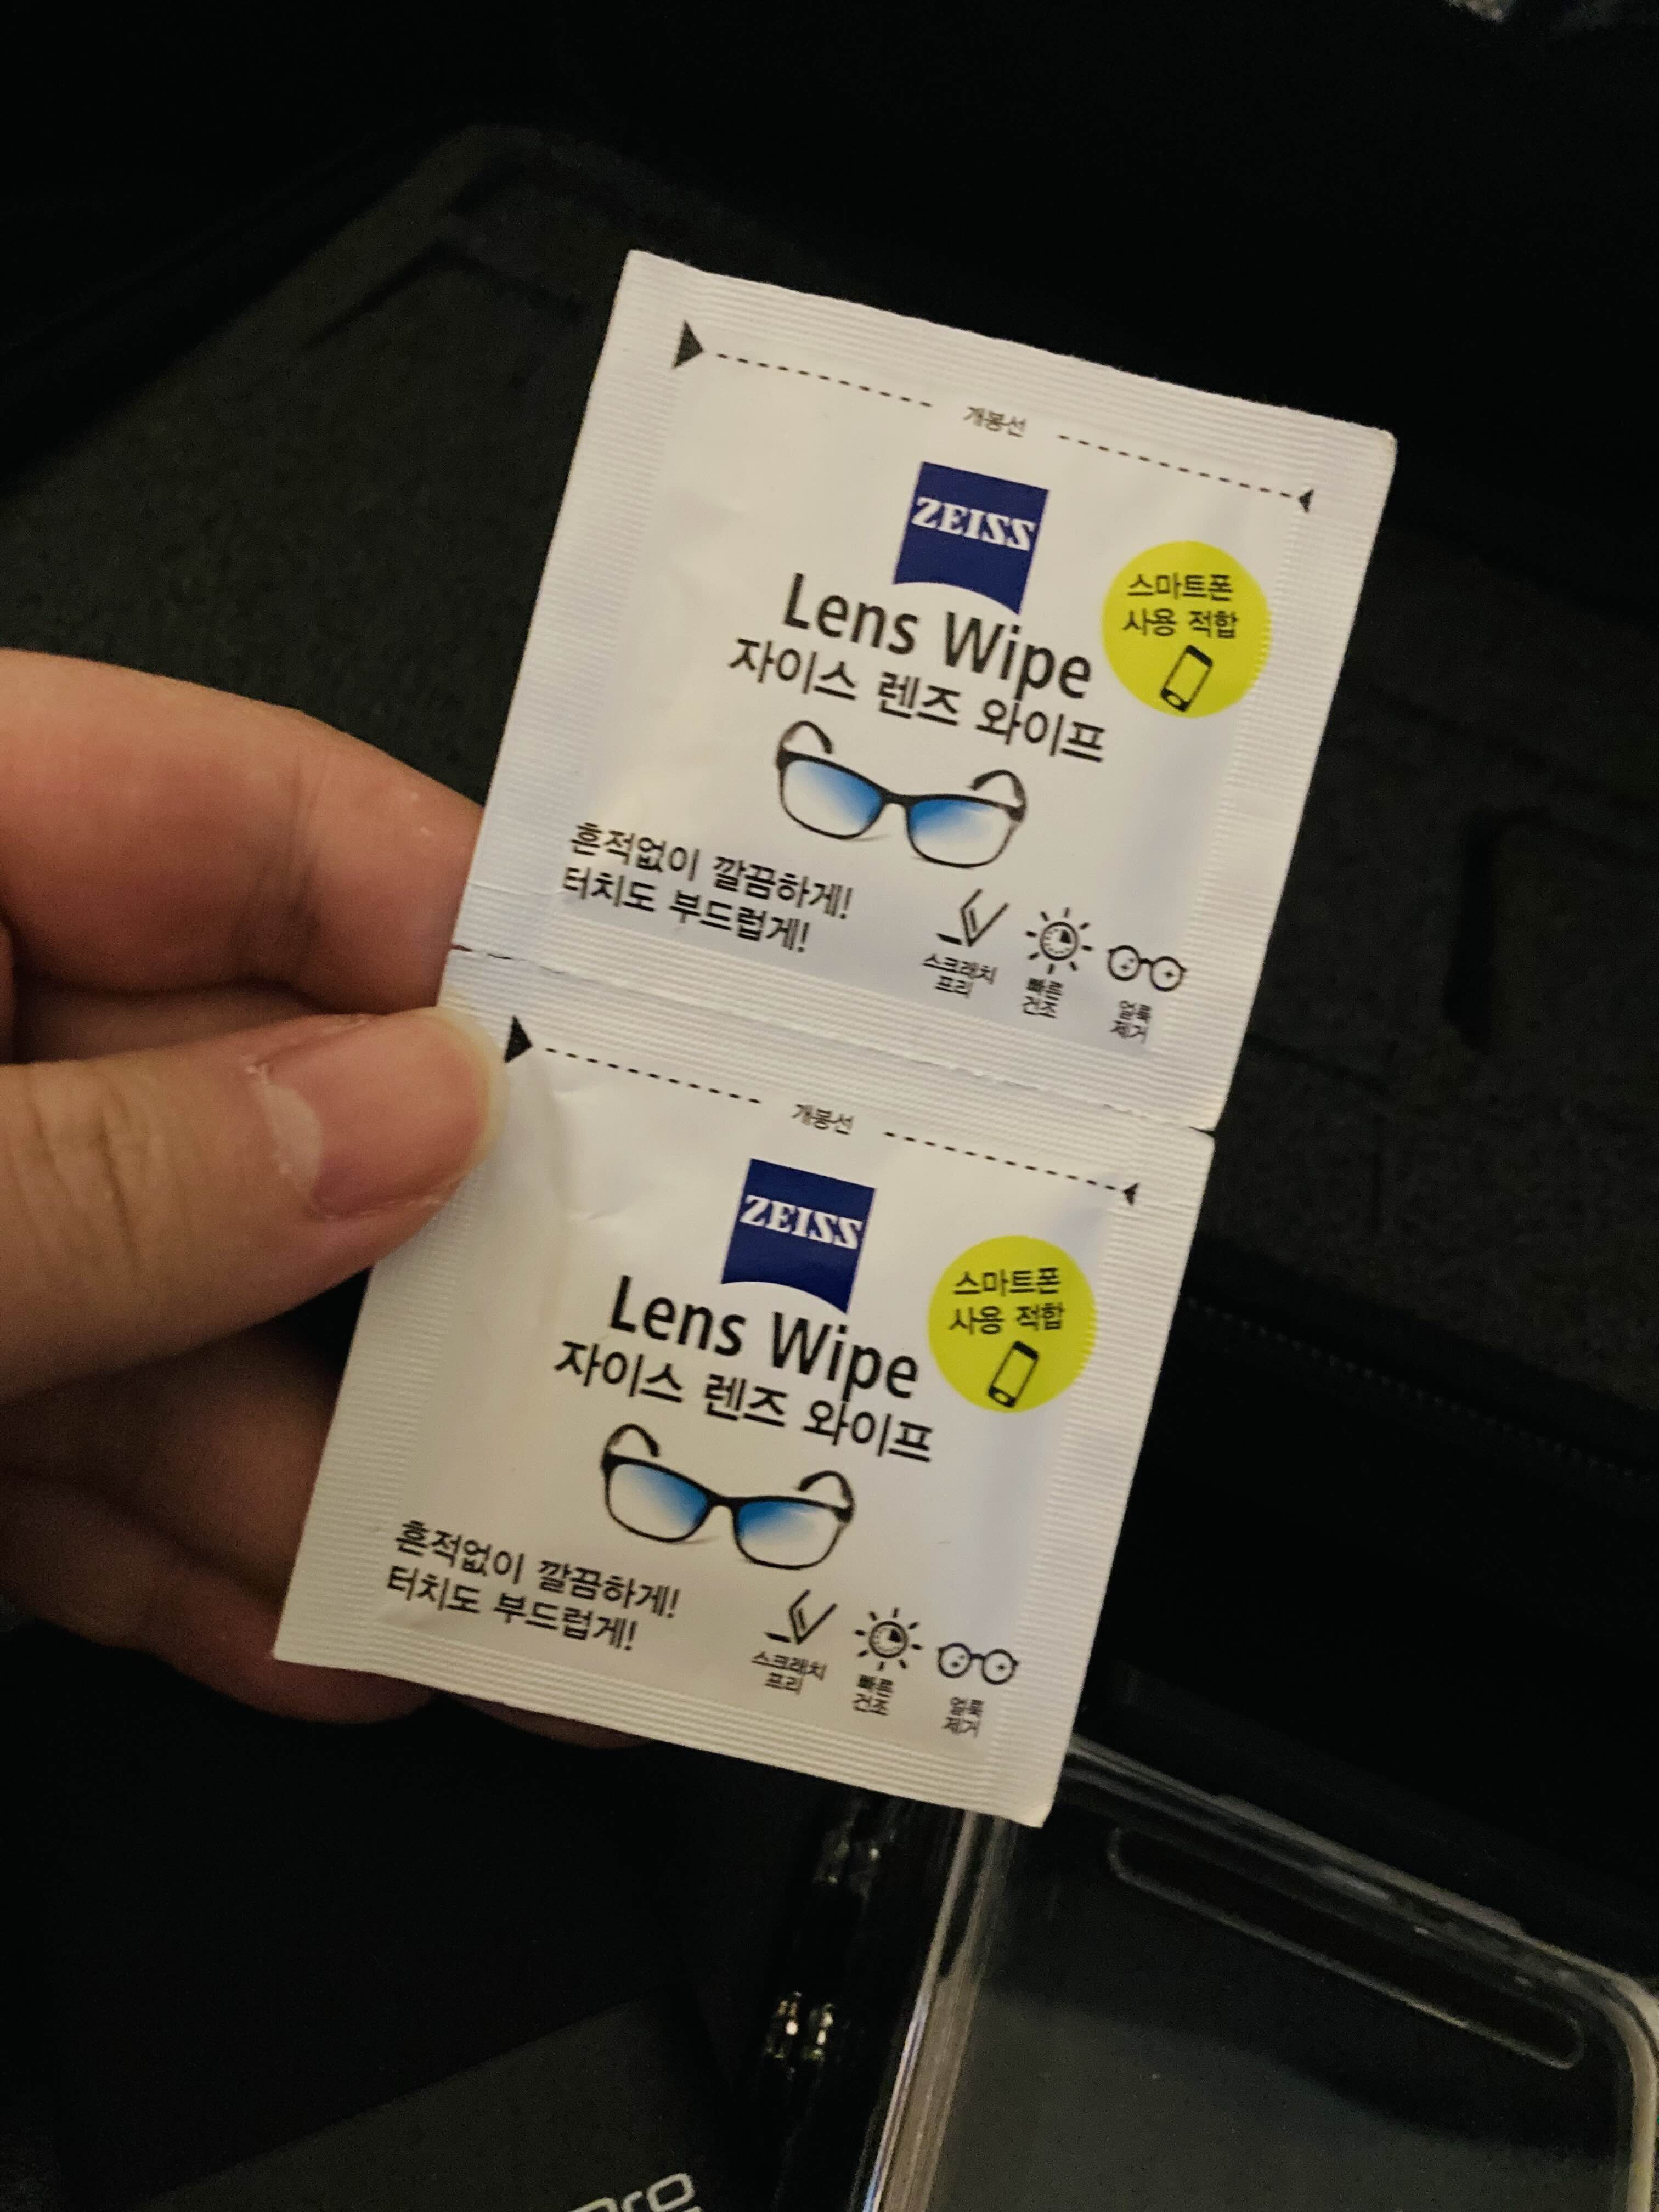 개봉선
ZEISS
Lens Wipe
자이스 렌즈 와이프
스마트폰
사용 적합
흔적없이 깔끔하게!
터치도 부드럽게!
스크래치
프리
빠른
건조
얼룩
제거
개봉선
ZEISS
Lens Wipe
자이스 렌즈 와이프
스마트폰
사용 적합
흔적없이 깔끔하게!
터치도 부드럽게!
스크래치
프리
빠른
건조
얼룩
제거